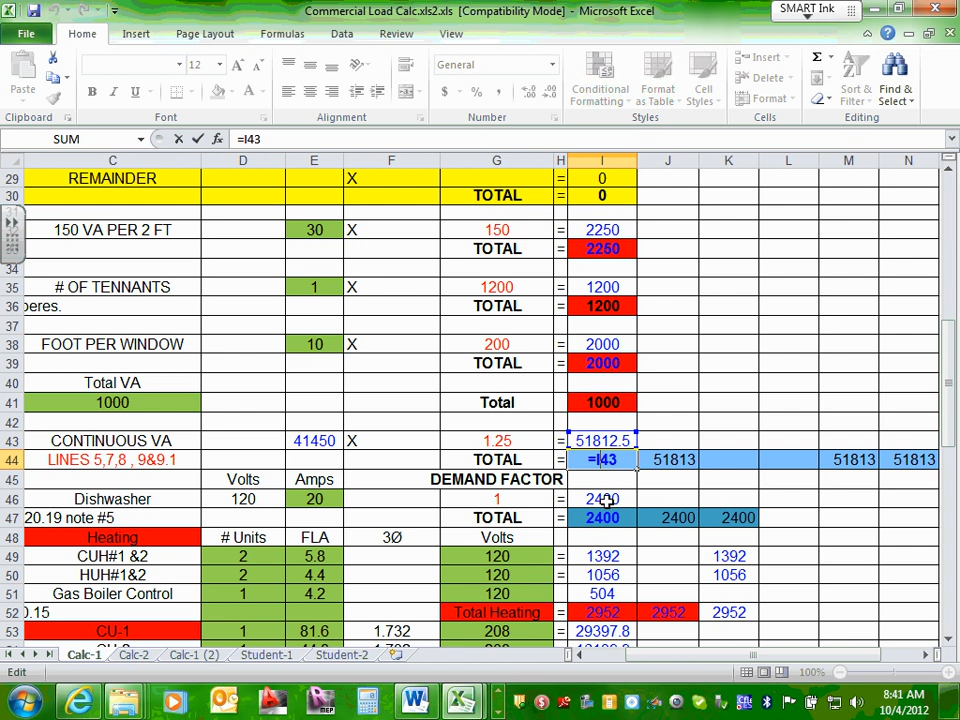 Commercial Load Calc.xls2.xls [Compatibility Mode] - Microsoft Excel
SMART Ink
File Home Insert Page Layout Formulas Data Review View
12 General Insert
Paste Conditional Formatting Format as Table Cell Styles Delete Sort & Filter Find & Select
B I U A $ % , Format
Clipboard Font Alignment Number Styles Cells Editing
SUM =I43
C D E F G H I J K L M N
29 REMAINDER X = 0
30 TOTAL = 0
31
150 VA PER 2 FT 30 X 150 = 2250
TOTAL = 2250
34
35 # OF TENNANTS 1 X 1200 = 1200
36 peres. TOTAL = 1200
37
38 FOOT PER WINDOW 10 X 200 = 2000
39 TOTAL = 2000
40 Total VA
41 1000 Total = 1000
42
43 CONTINUOUS VA 41450 X 1.25 = 51812.5
44 LINES 5,7,8 , 9&9.1 TOTAL = =I43 51813 51813 51813
45 Volts Amps DEMAND FACTOR
46 Dishwasher 120 20 1 = 2400
47 20.19 note #5 TOTAL = 2400 2400 2400
48 Heating # Units FLA 3Ø Volts
49 CUH#1 &2 2 5.8 120 = 1392 1392
50 HUH#1&2 2 4.4 120 = 1056 1056
51 Gas Boiler Control 1 4.2 120 = 504
52 0.15 Total Heating = 2952 2952 2952
53 CU-1 1 81.6 1.732 208 = 29397.8
Calc-1 Calc-2 Calc-1 (2) Student-1 Student-2
Edit 100%
8:41 AM
10/4/2012